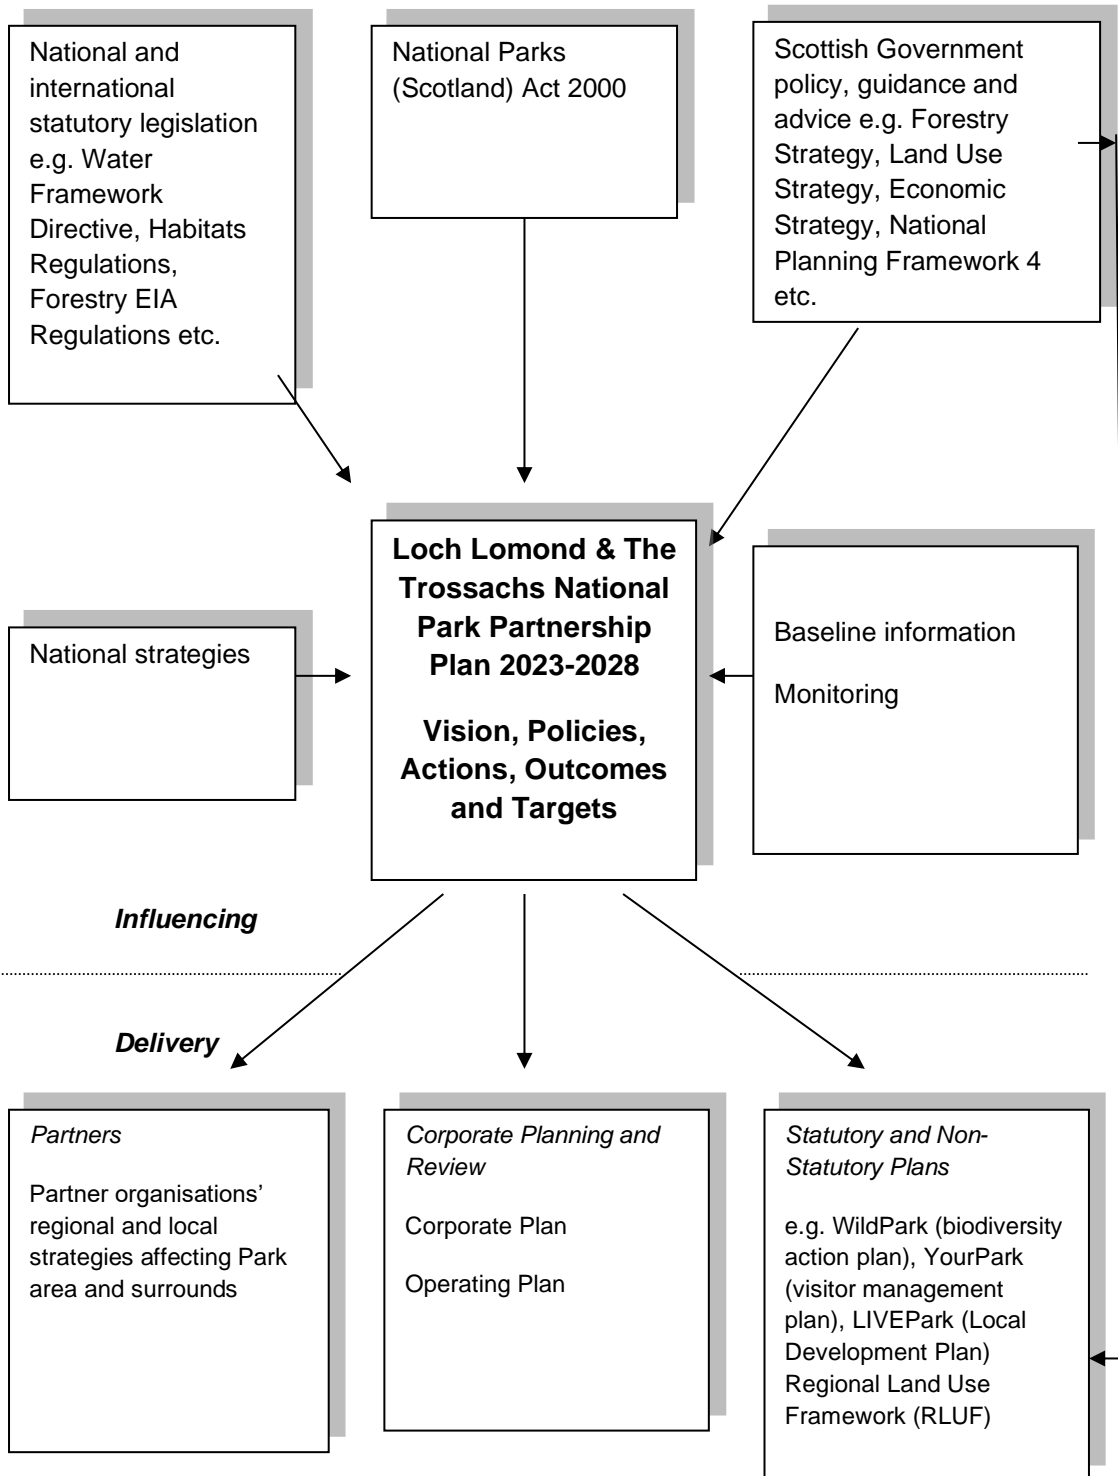 National and
international
statutory legislation
e.g. Water
Framework
Directive, Habitats
Regulations,
Forestry EIA
Regulations etc.
National Parks
(Scotland) Act 2000
Scottish Government
policy, guidance and
advice e.g. Forestry
Strategy, Land Use
Strategy, Economic
Strategy, National
Planning Framework 4
etc.
National strategies
Loch Lomond & The
Trossachs National
Park Partnership
Plan 2023-2028
Vision, Policies,
Actions, Outcomes
and Targets
Baseline information
Monitoring
Influencing
Delivery
Partners
Partner organisations’
regional and local
strategies affecting Park
area and surrounds
Corporate Planning and
Review
Corporate Plan
Operating Plan
Statutory and Non-
Statutory Plans
e.g. WildPark (biodiversity
action plan), YourPark
(visitor management
plan), LIVEPark (Local
Development Plan)
Regional Land Use
Framework (RLUF)